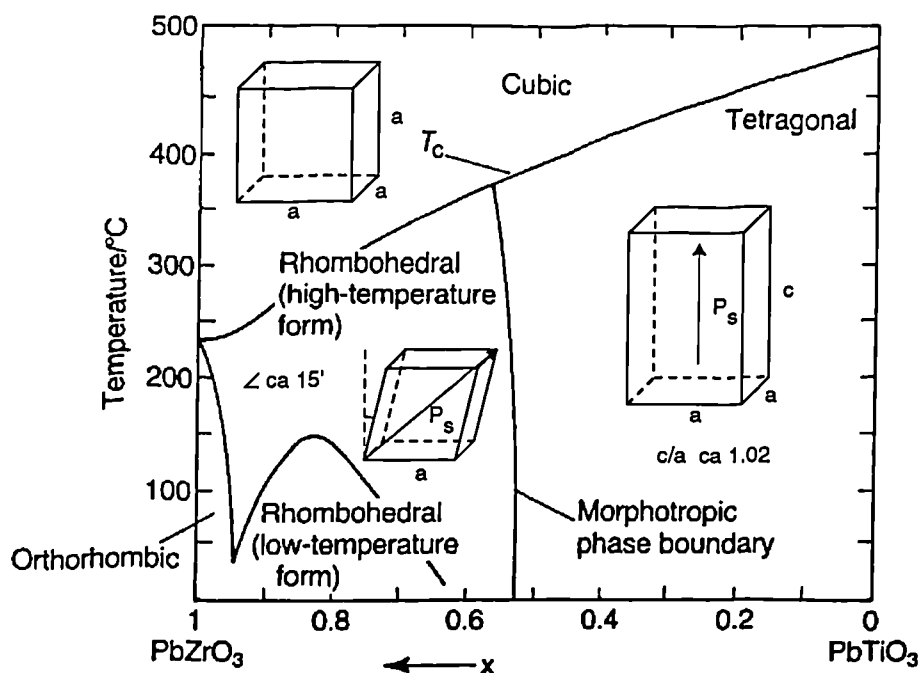 500
400
300
200
100
Temperature/°C
Cubic
Tetragonal
T_c
a
a
a
Rhombohedral
(high-temperature
form)
∠ ca 15'
P_s
a
P_s
c
a
a
c/a ca 1.02
Rhombohedral
(low-temperature
form)
Morphotropic
phase boundary
Orthorhombic
1 0.8 0.6 0.4 0.2 0
PbZrO₃ x PbTiO₃